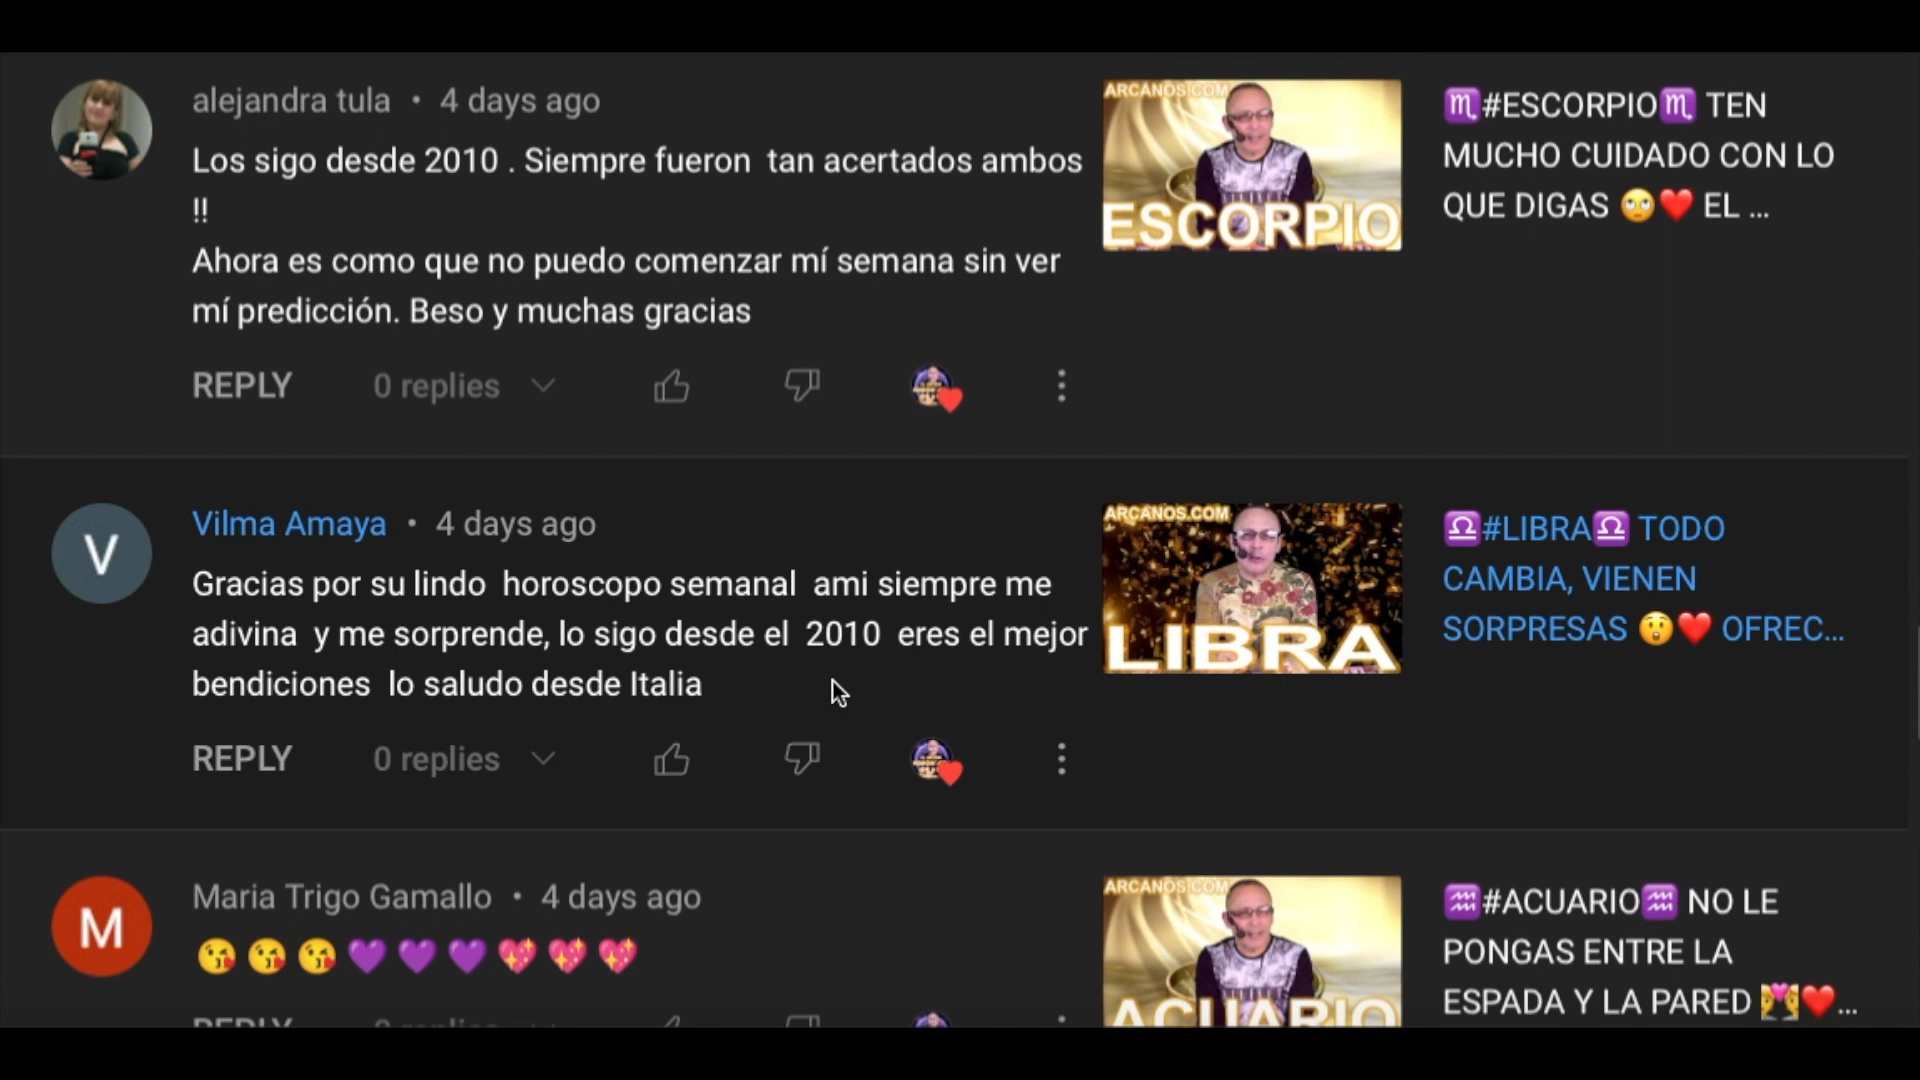 alejandra tula • 4 days ago
Los sigo desde 2010 . Siempre fueron tan acertados ambos
!!
Ahora es como que no puedo comenzar mí semana sin ver
mí predicción. Beso y muchas gracias
REPLY 0 replies
ARCANOS.COM
ESCORPIO
♏#ESCORPIO♏ TEN
MUCHO CUIDADO CON LO
QUE DIGAS 🙄❤️ EL ...
V
Vilma Amaya • 4 days ago
Gracias por su lindo horoscopo semanal ami siempre me
adivina y me sorprende, lo sigo desde el 2010 eres el mejor
bendiciones lo saludo desde Italia
REPLY 0 replies
ARCANOS.COM
LIBRA
♎#LIBRA♎ TODO
CAMBIA, VIENEN
SORPRESAS 😲❤️ OFREC...
M
Maria Trigo Gamallo • 4 days ago
😘😘😘💜💜💜💖💖💖
REPLY 0 replies
ARCANOS.COM
ACUARIO
♒#ACUARIO♒ NO LE
PONGAS ENTRE LA
ESPADA Y LA PARED 💏❤️...